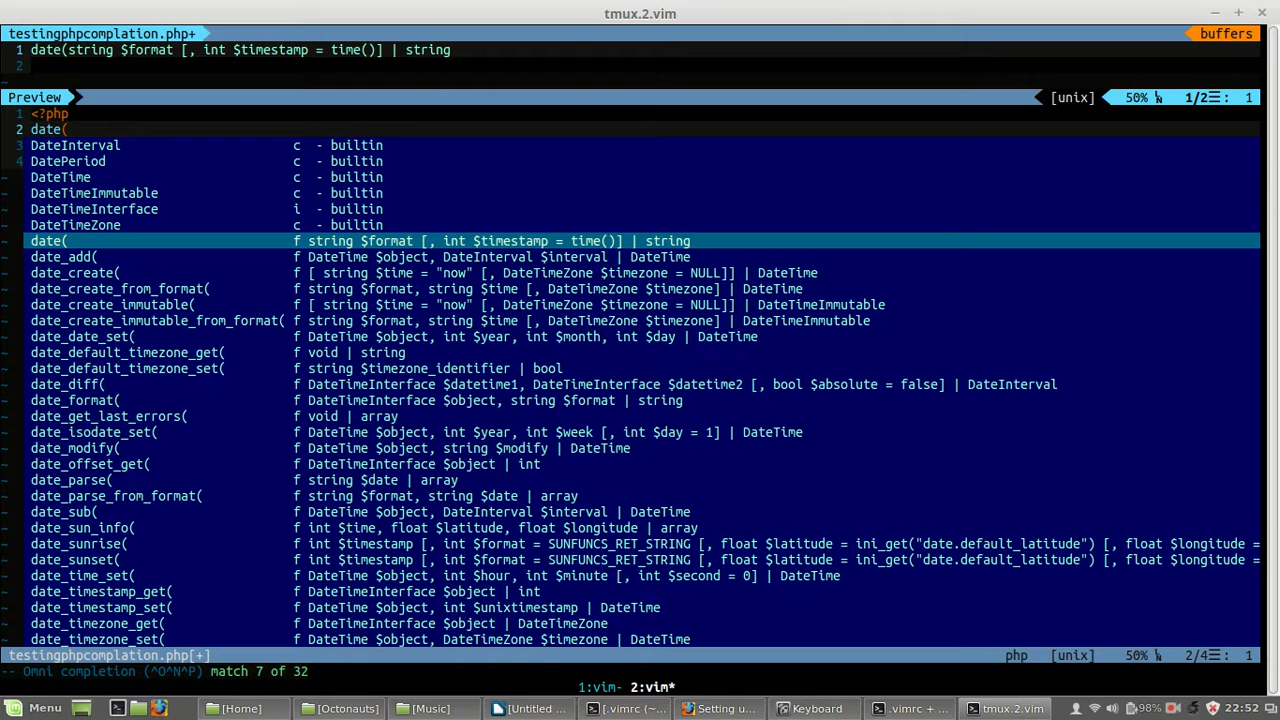 tmux.2.vim
testingphpcomplation.php+ buffers
1 date(string $format [, int $timestamp = time()] | string
2
~
Preview [unix] 50% 1/2 : 1
1 <?php
2 date(
3 DateInterval c - builtin
4 DatePeriod c - builtin
~ DateTime c - builtin
~ DateTimeImmutable c - builtin
~ DateTimeInterface i - builtin
~ DateTimeZone c - builtin
~ date( f string $format [, int $timestamp = time()] | string
~ date_add( f DateTime $object, DateInterval $interval | DateTime
~ date_create( f [ string $time = "now" [, DateTimeZone $timezone = NULL]] | DateTime
~ date_create_from_format( f string $format, string $time [, DateTimeZone $timezone] | DateTime
~ date_create_immutable( f [ string $time = "now" [, DateTimeZone $timezone = NULL]] | DateTimeImmutable
~ date_create_immutable_from_format( f string $format, string $time [, DateTimeZone $timezone] | DateTimeImmutable
~ date_date_set( f DateTime $object, int $year, int $month, int $day | DateTime
~ date_default_timezone_get( f void | string
~ date_default_timezone_set( f string $timezone_identifier | bool
~ date_diff( f DateTimeInterface $datetime1, DateTimeInterface $datetime2 [, bool $absolute = false] | DateInterval
~ date_format( f DateTimeInterface $object, string $format | string
~ date_get_last_errors( f void | array
~ date_isodate_set( f DateTime $object, int $year, int $week [, int $day = 1] | DateTime
~ date_modify( f DateTime $object, string $modify | DateTime
~ date_offset_get( f DateTimeInterface $object | int
~ date_parse( f string $date | array
~ date_parse_from_format( f string $format, string $date | array
~ date_sub( f DateTime $object, DateInterval $interval | DateTime
~ date_sun_info( f int $time, float $latitude, float $longitude | array
~ date_sunrise( f int $timestamp [, int $format = SUNFUNCS_RET_STRING [, float $latitude = ini_get("date.default_latitude") [, float $longitude =
~ date_sunset( f int $timestamp [, int $format = SUNFUNCS_RET_STRING [, float $latitude = ini_get("date.default_latitude") [, float $longitude =
~ date_time_set( f DateTime $object, int $hour, int $minute [, int $second = 0] | DateTime
~ date_timestamp_get( f DateTime $object | int
~ date_timestamp_set( f DateTime $object, int $unixtimestamp | DateTime
~ date_timezone_get( f DateTimeInterface $object | DateTimeZone
~ date_timezone_set( f DateTime $object, DateTimeZone $timezone | DateTime
testingphpcomplation.php[+] php [unix] 50% 2/4 : 1
-- Omni completion (^O^N^P) match 7 of 32
1:vim- 2:vim*
Menu [Home] [Octonauts] [Music] [Untitled ... [.vimrc (~... Setting u... Keyboard .vimrc + ... tmux.2.vim 98% 22:52